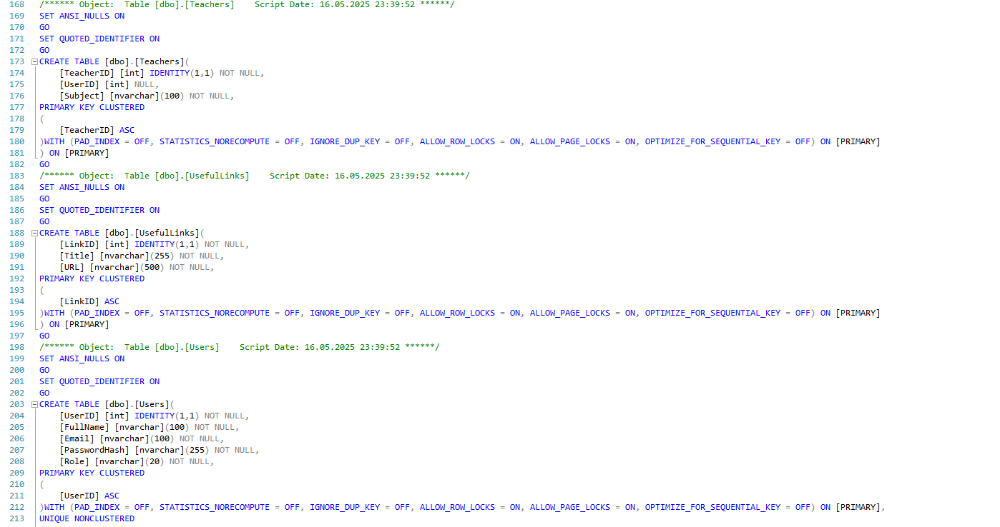 168 /****** Object:  Table [dbo].[Teachers]    Script Date: 16.05.2025 23:39:52 ******/
169 SET ANSI_NULLS ON
170 GO
171 SET QUOTED_IDENTIFIER ON
172 GO
173 CREATE TABLE [dbo].[Teachers](
174     [TeacherID] [int] IDENTITY(1,1) NOT NULL,
175     [UserID] [int] NULL,
176     [Subject] [nvarchar](100) NOT NULL,
177 PRIMARY KEY CLUSTERED
178 (
179     [TeacherID] ASC
180 )WITH (PAD_INDEX = OFF, STATISTICS_NORECOMPUTE = OFF, IGNORE_DUP_KEY = OFF, ALLOW_ROW_LOCKS = ON, ALLOW_PAGE_LOCKS = ON, OPTIMIZE_FOR_SEQUENTIAL_KEY = OFF) ON [PRIMARY]
181 ) ON [PRIMARY]
182 GO
183 /****** Object:  Table [dbo].[UsefulLinks]    Script Date: 16.05.2025 23:39:52 ******/
184 SET ANSI_NULLS ON
185 GO
186 SET QUOTED_IDENTIFIER ON
187 GO
188 CREATE TABLE [dbo].[UsefulLinks](
189     [LinkID] [int] IDENTITY(1,1) NOT NULL,
190     [Title] [nvarchar](255) NOT NULL,
191     [URL] [nvarchar](500) NOT NULL,
192 PRIMARY KEY CLUSTERED
193 (
194     [LinkID] ASC
195 )WITH (PAD_INDEX = OFF, STATISTICS_NORECOMPUTE = OFF, IGNORE_DUP_KEY = OFF, ALLOW_ROW_LOCKS = ON, ALLOW_PAGE_LOCKS = ON, OPTIMIZE_FOR_SEQUENTIAL_KEY = OFF) ON [PRIMARY]
196 ) ON [PRIMARY]
197 GO
198 /****** Object:  Table [dbo].[Users]    Script Date: 16.05.2025 23:39:52 ******/
199 SET ANSI_NULLS ON
200 GO
201 SET QUOTED_IDENTIFIER ON
202 GO
203 CREATE TABLE [dbo].[Users](
204     [UserID] [int] IDENTITY(1,1) NOT NULL,
205     [FullName] [nvarchar](100) NOT NULL,
206     [Email] [nvarchar](100) NOT NULL,
207     [PasswordHash] [nvarchar](255) NOT NULL,
208     [Role] [nvarchar](20) NOT NULL,
209 PRIMARY KEY CLUSTERED
210 (
211     [UserID] ASC
212 )WITH (PAD_INDEX = OFF, STATISTICS_NORECOMPUTE = OFF, IGNORE_DUP_KEY = OFF, ALLOW_ROW_LOCKS = ON, ALLOW_PAGE_LOCKS = ON, OPTIMIZE_FOR_SEQUENTIAL_KEY = OFF) ON [PRIMARY],
213 UNIQUE NONCLUSTERED